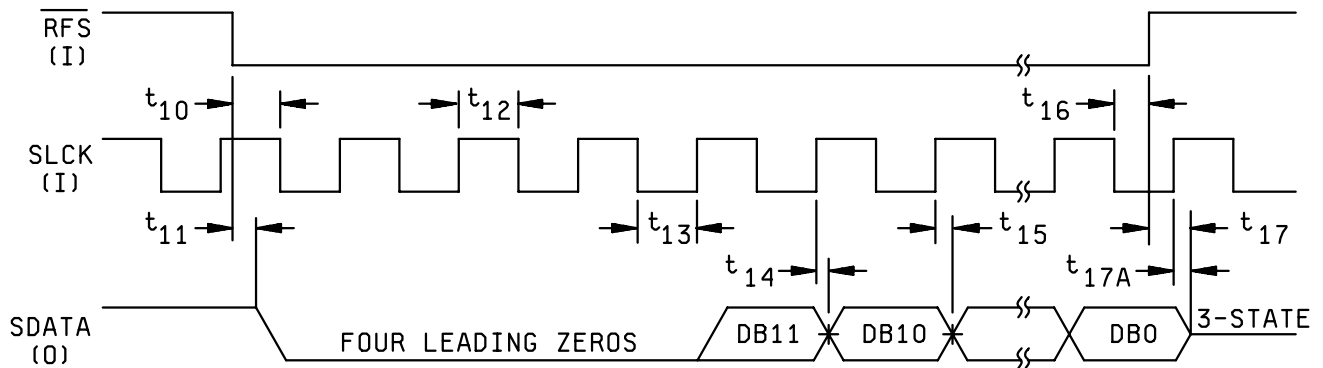 RFS
(I)
t10
t12
t16
SLCK
(I)
t11
t13
t15
t17
t14
t17A
SDATA
(O)
FOUR LEADING ZEROS
DB11
DB10
DB0
3-STATE